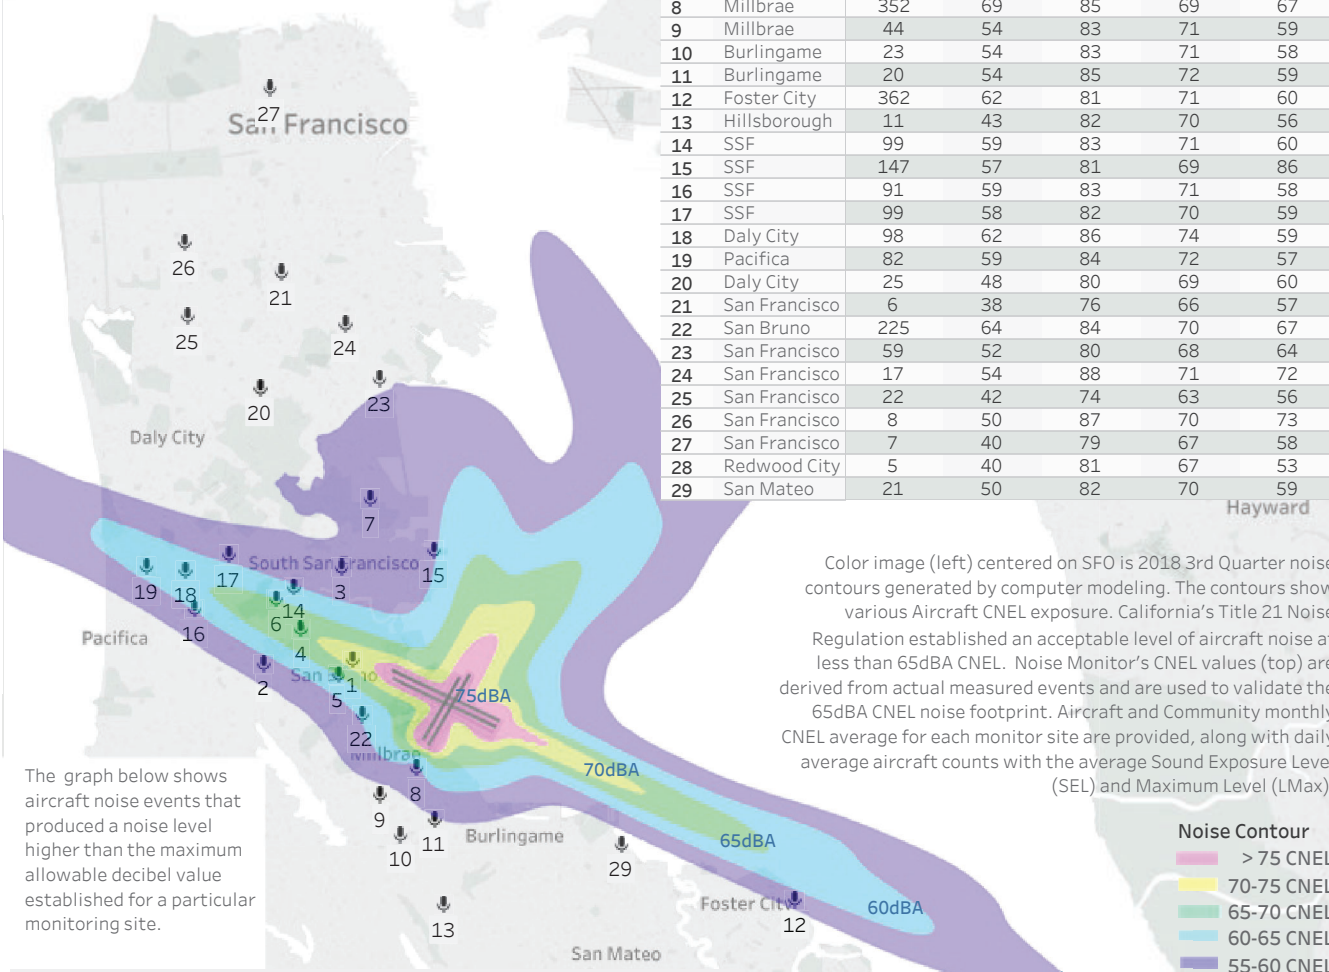 8 Millbrae 352 69 85 69 67
9 Millbrae 44 54 83 71 59
10 Burlingame 23 54 83 71 58
11 Burlingame 20 54 85 72 59
12 Foster City 362 62 81 71 60
13 Hillsborough 11 43 82 70 56
14 SSF 99 59 83 71 60
15 SSF 147 57 81 69 86
16 SSF 91 59 83 71 58
17 SSF 99 58 82 70 59
18 Daly City 98 62 86 74 59
19 Pacifica 82 59 84 72 57
20 Daly City 25 48 80 69 60
21 San Francisco 6 38 76 66 57
22 San Bruno 225 64 84 70 67
23 San Francisco 59 52 80 68 64
24 San Francisco 17 54 88 71 72
25 San Francisco 22 42 74 63 56
26 San Francisco 8 50 87 70 73
27 San Francisco 7 40 79 67 58
28 Redwood City 5 40 81 67 53
29 San Mateo 21 50 82 70 59
27
San Francisco
26
21
25
24
20
23
Daly City
7
South San Francisco
15
17
3
19
18
14
6
16
Pacifica
4
2
San Bruno
1
5
75dBA
22
Millbrae
70dBA
8
9
11
10
Burlingame
65dBA
29
Foster City
12
60dBA
13
San Mateo
Hayward
Color image (left) centered on SFO is 2018 3rd Quarter noise
contours generated by computer modeling. The contours show
various Aircraft CNEL exposure. California's Title 21 Noise
Regulation established an acceptable level of aircraft noise at
less than 65dBA CNEL. Noise Monitor's CNEL values (top) are
derived from actual measured events and are used to validate the
65dBA CNEL noise footprint. Aircraft and Community monthly
CNEL average for each monitor site are provided, along with daily
average aircraft counts with the average Sound Exposure Level
(SEL) and Maximum Level (LMax)
The graph below shows
aircraft noise events that
produced a noise level
higher than the maximum
allowable decibel value
established for a particular
monitoring site.
Noise Contour
> 75 CNEL
70-75 CNEL
65-70 CNEL
60-65 CNEL
55-60 CNEL